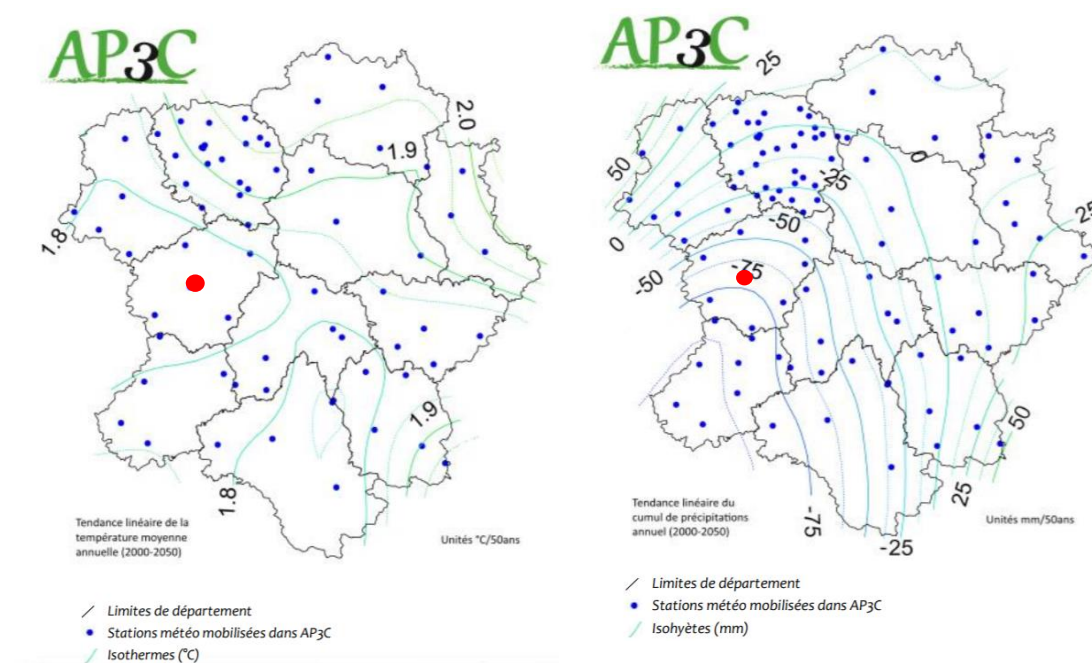 AP3C
2.0
1.9
1.8
1.9
1.8
Tendance linéaire de la
température moyenne
annuelle (2000-2050)
Unités °C/50ans
Limites de département
Stations météo mobilisées dans AP3C
Isothermes (°C)
AP3C
25
50
0
-25
0
-50
25
-50
-75
50
25
-75
-25
Tendance linéaire du
cumul de précipitations
annuel (2000-2050)
Unités mm/50ans
Limites de département
Stations météo mobilisées dans AP3C
Isohyètes (mm)